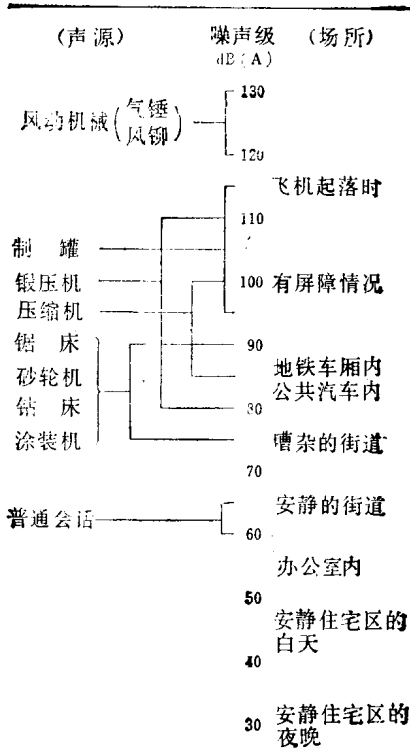 (声源) 噪声级 (场所)
dB(A)
130
风动机械(气锤
风铆)
120
飞机起落时
110
制罐
锻压机 100 有屏障情况
压缩机
锯床 90
砂轮机 地铁车厢内
公共汽车内
钻床 80
涂装机 嘈杂的街道
70
安静的街道
普通会话 60
办公室内
50
安静住宅区的
白天
40
30 安静住宅区的
夜晚